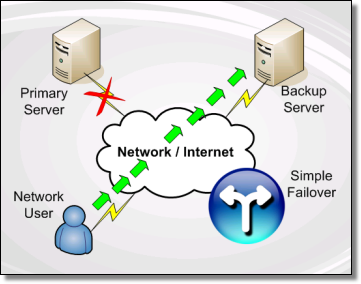 Primary
Server
Backup
Server
Network / Internet
Network
User
Simple
Failover